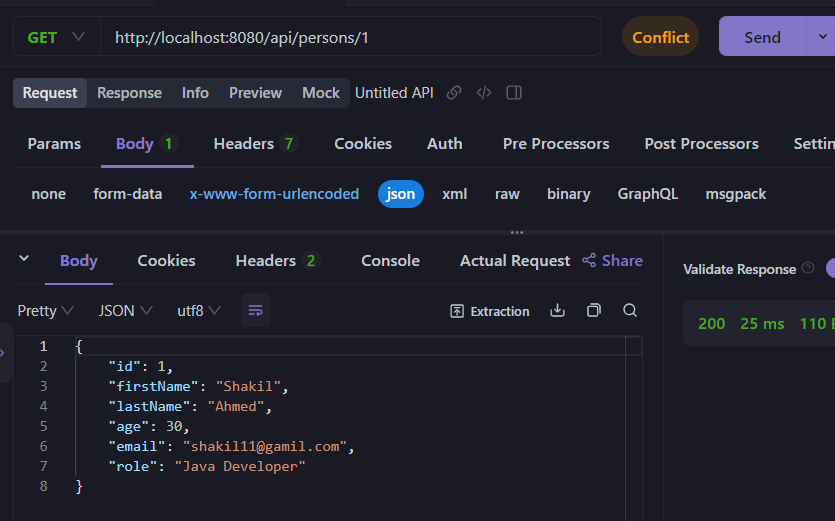 GET http://localhost:8080/api/persons/1 Conflict Send
Request Response Info Preview Mock Untitled API
Params Body 1 Headers 7 Cookies Auth Pre Processors Post Processors Settin
none form-data x-www-form-urlencoded json xml raw binary GraphQL msgpack
Body Cookies Headers 2 Console Actual Request Share
Validate Response
Pretty JSON utf8 Extraction
200 25 ms 110
1 {
2 "id": 1,
3 "firstName": "Shakil",
4 "lastName": "Ahmed",
5 "age": 30,
6 "email": "shakil11@gamil.com",
7 "role": "Java Developer"
8 }